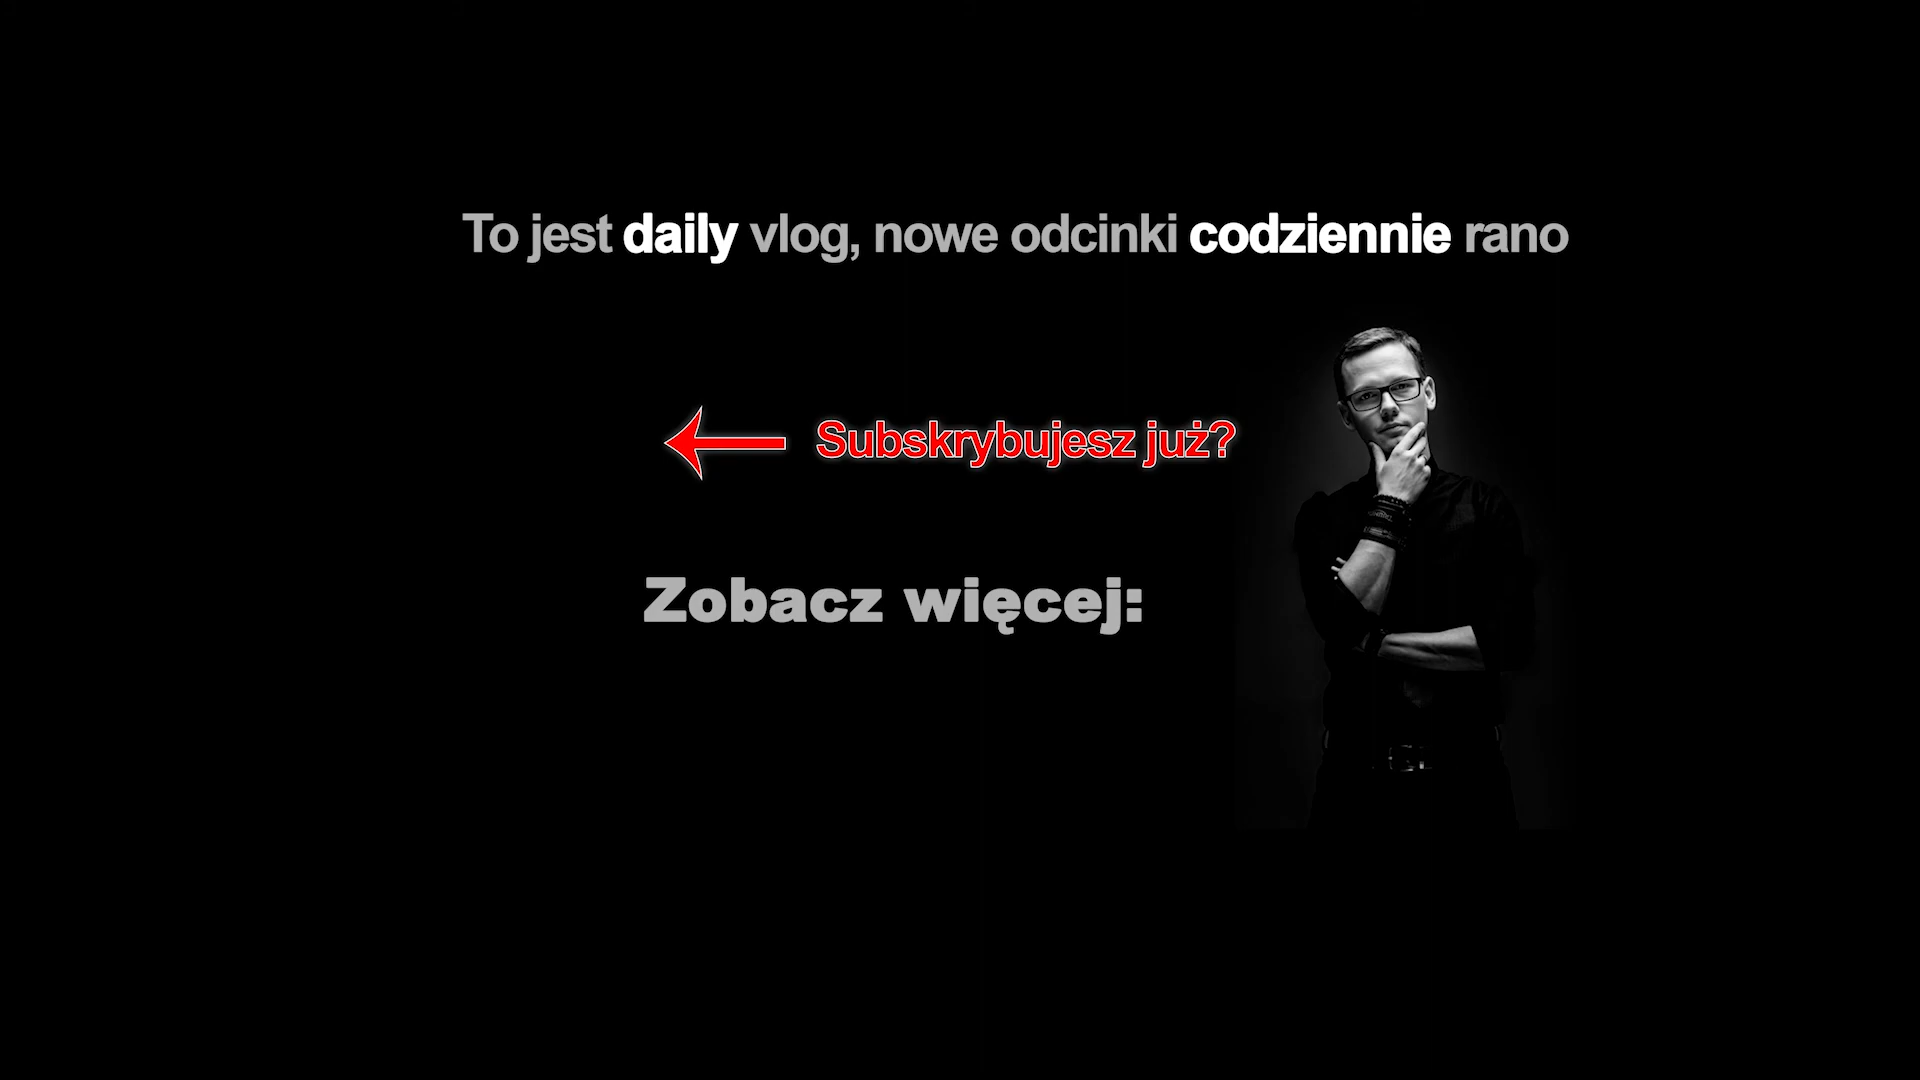 To jest daily vlog, nowe odcinki codziennie rano
Subskrybujesz już?
Zobacz więcej: